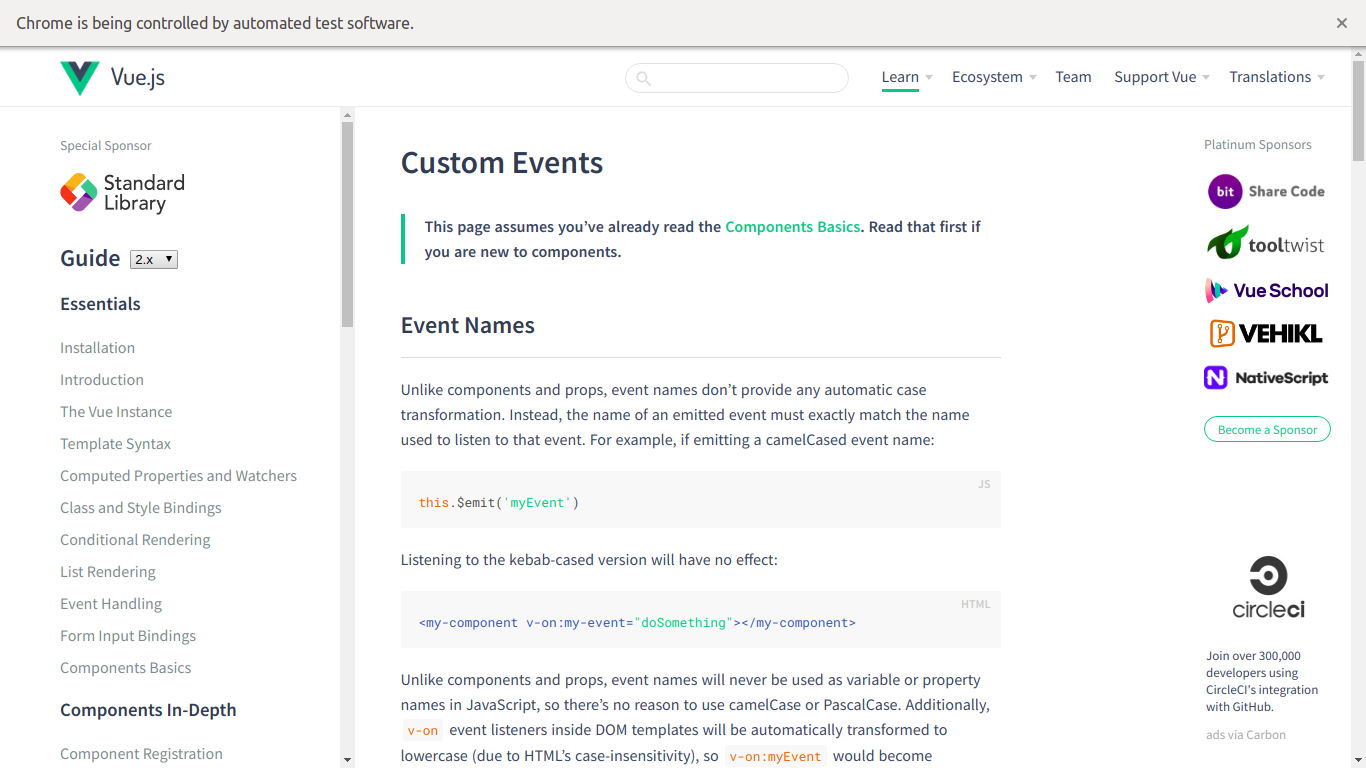 Chrome is being controlled by automated test software.
Vue.js
Learn
Ecosystem
Team
Support Vue
Translations
Special Sponsor
Standard
Library
Guide 2.x
Essentials
Installation
Introduction
The Vue Instance
Template Syntax
Computed Properties and Watchers
Class and Style Bindings
Conditional Rendering
List Rendering
Event Handling
Form Input Bindings
Components Basics
Components In-Depth
Component Registration
Custom Events
This page assumes you’ve already read the Components Basics. Read that first if
you are new to components.
Event Names
Unlike components and props, event names don’t provide any automatic case
transformation. Instead, the name of an emitted event must exactly match the name
used to listen to that event. For example, if emitting a camelCased event name:
JS
this.$emit('myEvent')
Listening to the kebab-cased version will have no effect:
HTML
<my-component v-on:my-event="doSomething"></my-component>
Unlike components and props, event names will never be used as variable or property
names in JavaScript, so there’s no reason to use camelCase or PascalCase. Additionally,
v-on event listeners inside DOM templates will be automatically transformed to
lowercase (due to HTML’s case-insensitivity), so v-on:myEvent would become
Platinum Sponsors
bit Share Code
tooltwist
Vue School
VEHIKL
N NativeScript
Become a Sponsor
circleci
Join over 300,000
developers using
CircleCI's integration
with GitHub.
ads via Carbon